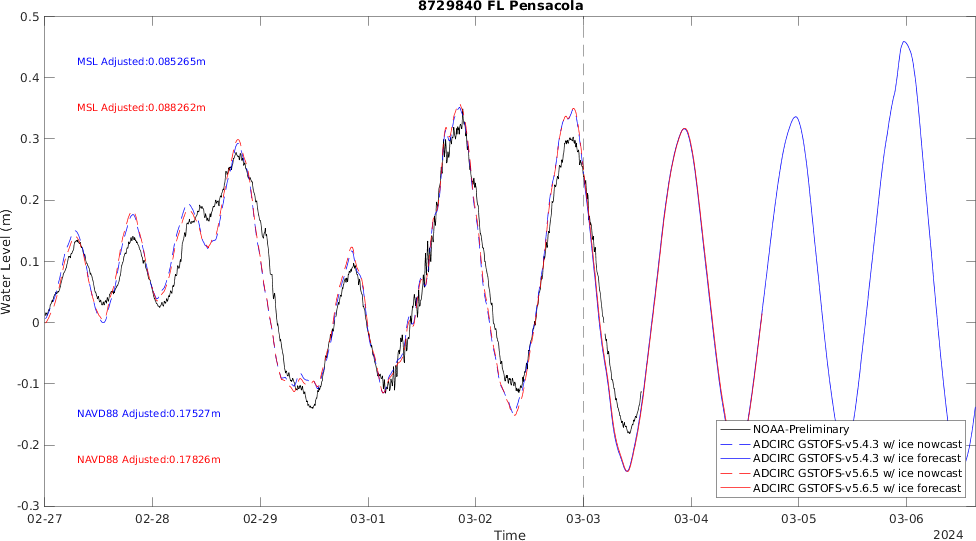 8729840 FL Pensacola
0.5
0.4
0.3
0.2
0.1
0
-0.1
-0.2
-0.3
Water Level (m)
MSL Adjusted:0.085265m
MSL Adjusted:0.088262m
NAVD88 Adjusted:0.17527m
NAVD88 Adjusted:0.17826m
NOAA-Preliminary
ADCIRC GSTOFS-v5.4.3 w/ ice nowcast
ADCIRC GSTOFS-v5.4.3 w/ ice forecast
ADCIRC GSTOFS-v5.6.5 w/ ice nowcast
ADCIRC GSTOFS-v5.6.5 w/ ice forecast
02-27 02-28 02-29 03-01 03-02 03-03 03-04 03-05 03-06
2024
Time